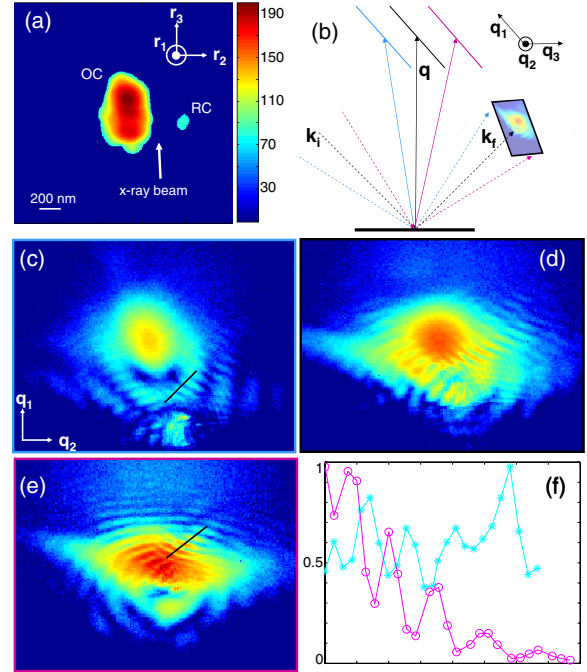 (a)
r3
r1
r2
OC
RC
x-ray beam
200 nm
190
150
110
70
30
(b)
q
ki
kf
q1
q2
q3
(c)
q1
q2
(d)
(e)
(f)
1
0.5
0